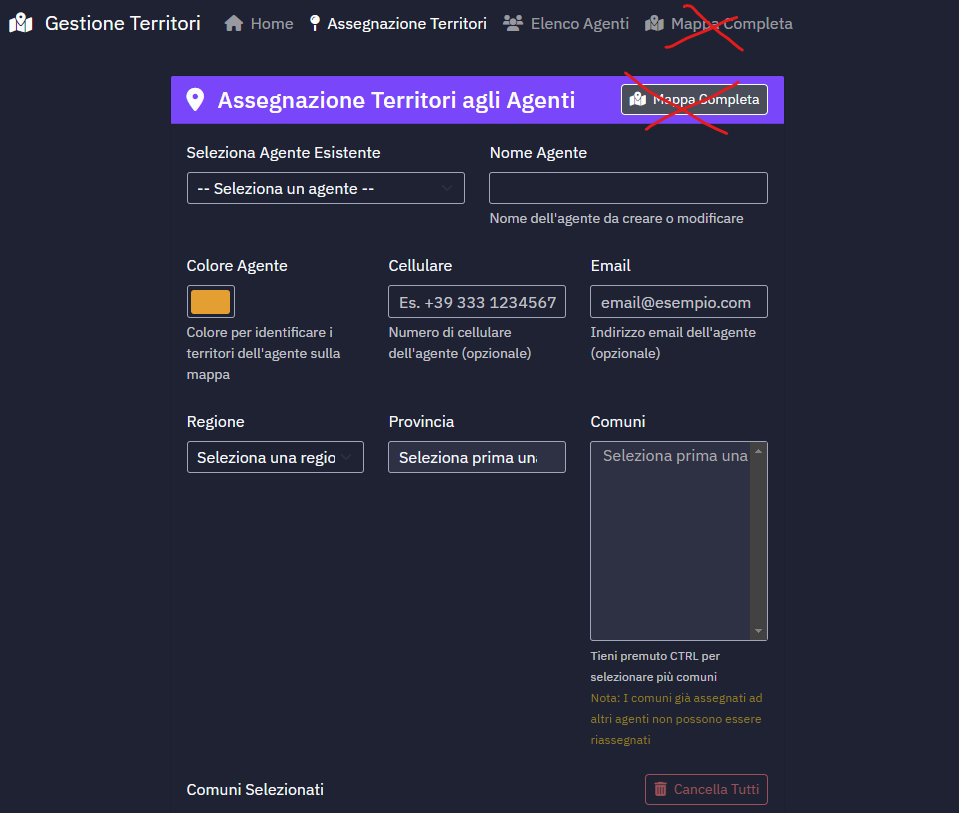 Gestione Territori Home Assegnazione Territori Elenco Agenti Mappa Completa
Assegnazione Territori agli Agenti Mappa Completa
Seleziona Agente Esistente
-- Seleziona un agente --
Nome Agente
Nome dell'agente da creare o modificare
Colore Agente
Colore per identificare i
territori dell'agente sulla
mappa
Cellulare
Es. +39 333 1234567
Numero di cellulare
dell'agente (opzionale)
Email
email@esempio.com
Indirizzo email dell'agente
(opzionale)
Regione
Seleziona una regio
Provincia
Seleziona prima un
Comuni
Seleziona prima una
Tieni premuto CTRL per
selezionare più comuni
Nota: I comuni già assegnati ad
altri agenti non possono essere
riassegnati
Comuni Selezionati
Cancella Tutti